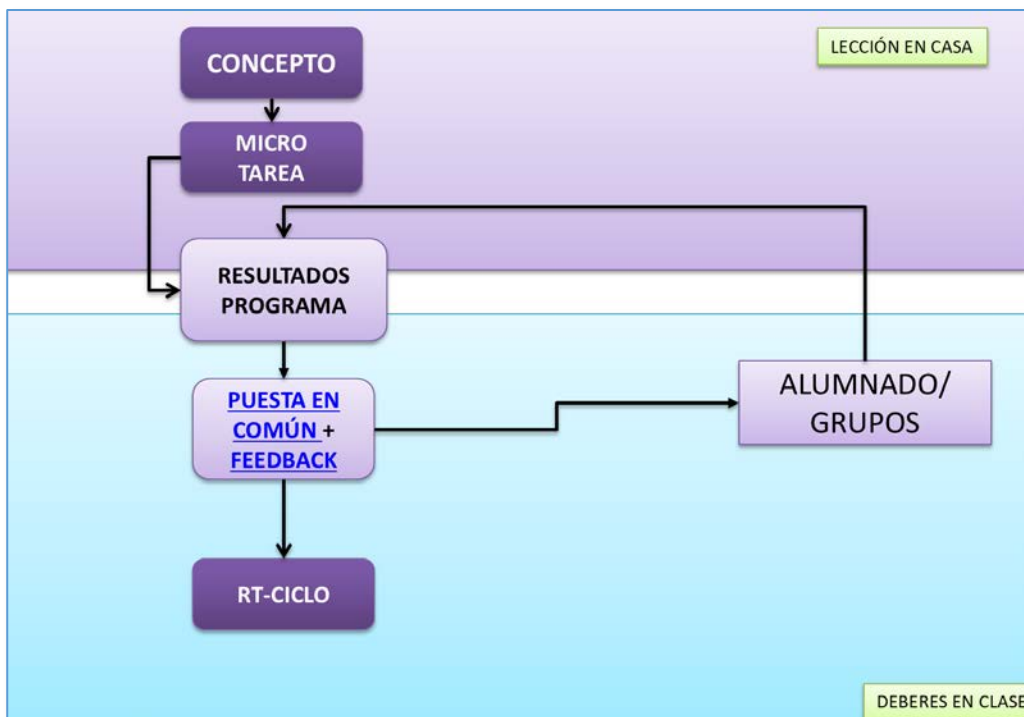 CONCEPTO
LECCIÓN EN CASA
MICRO
TAREA
RESULTADOS
PROGRAMA
PUESTA EN
COMÚN +
FEEDBACK
ALUMNADO/
GRUPOS
RT-CICLO
DEBERES EN CLASE